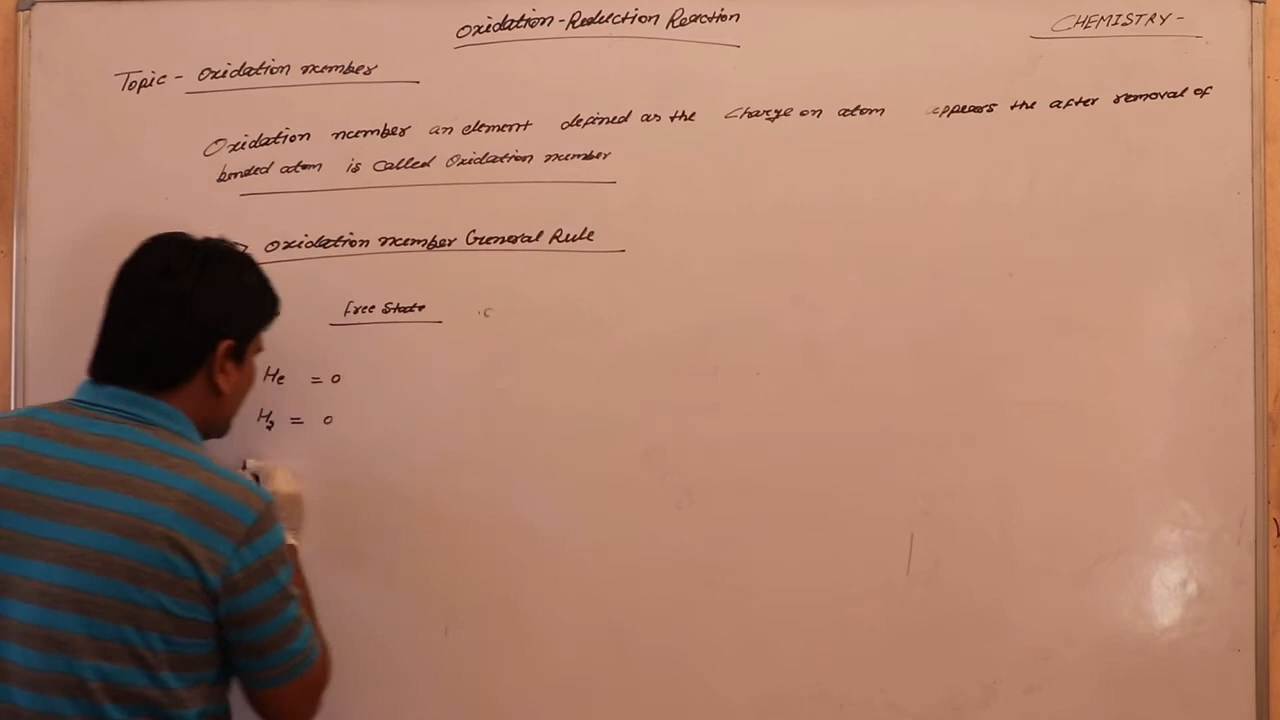 Oxidation-Reduction Reaction
CHEMISTRY-
Topic - Oxidation number
Oxidation number an element defined as the charge on atom appears the after removal of
bonded atom is called Oxidation number
Oxidation number General Rule
Free State
He = 0
H2 = 0